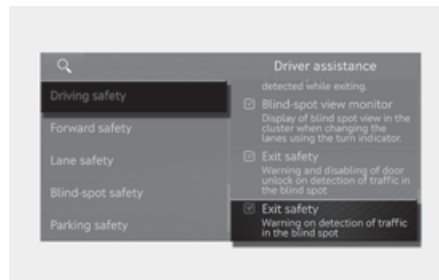 Driver assistance
Driving safety
Forward safety
Lane safety
Blind-spot safety
Parking safety
detected while exiting.
Blind-spot view monitor
Display of blind spot view in the
cluster when changing the
lanes using the turn indicator.
Exit safety
Warning and disabling of door
unlock on detection of traffic in
the blind spot
Exit safety
Warning on detection of traffic
in the blind spot